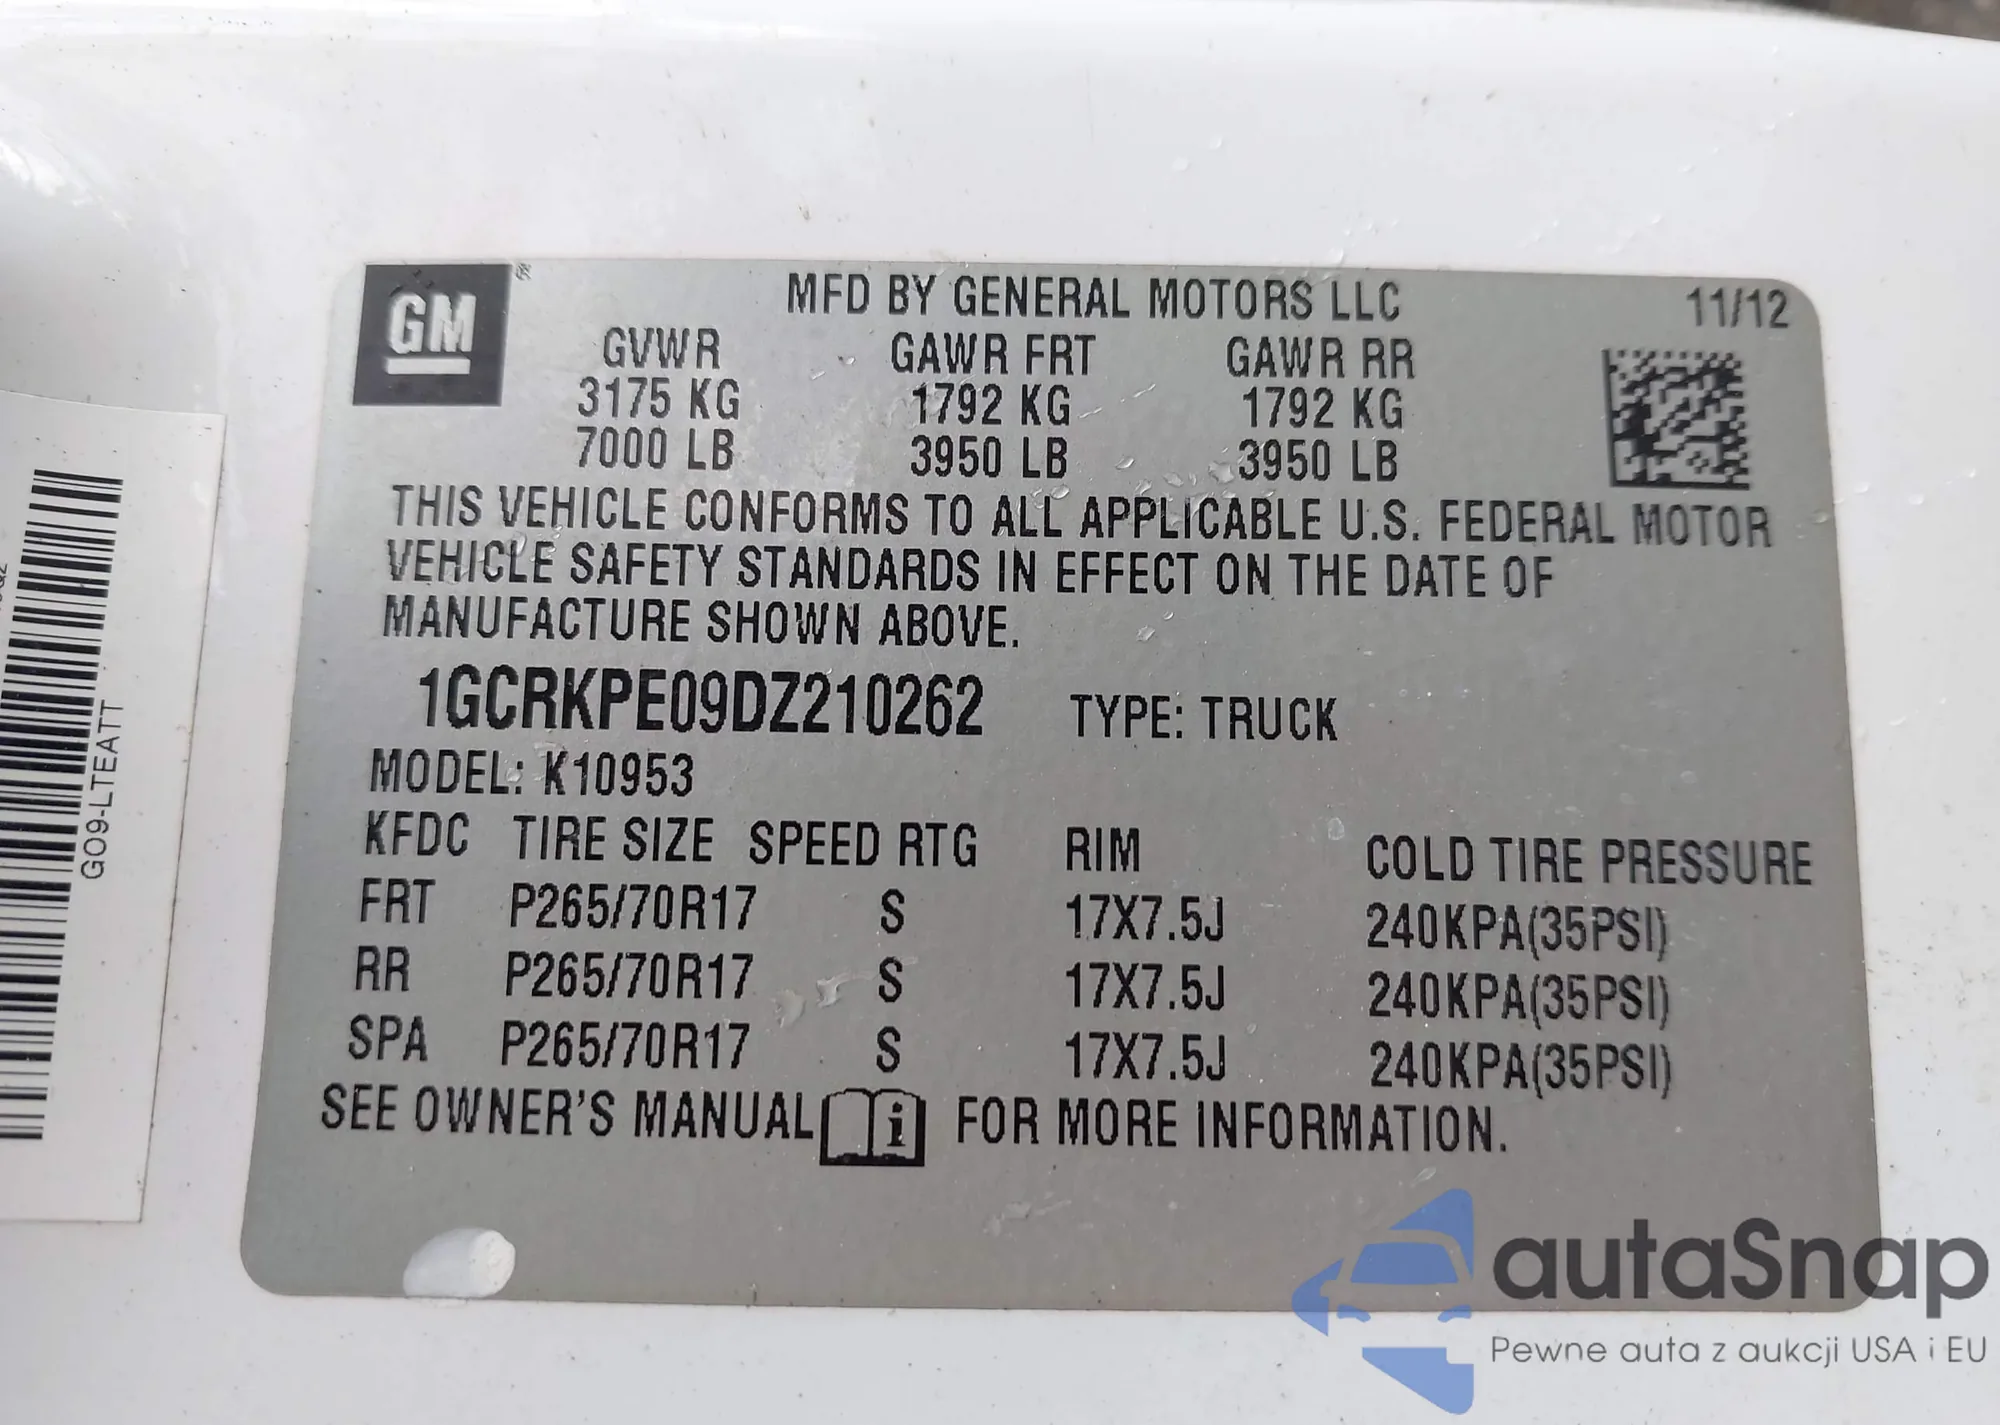 GM ®
MFD BY GENERAL MOTORS LLC 11/12
GVWR GAWR FRT GAWR RR
3175 KG 1792 KG 1792 KG
7000 LB 3950 LB 3950 LB
THIS VEHICLE CONFORMS TO ALL APPLICABLE U.S. FEDERAL MOTOR
VEHICLE SAFETY STANDARDS IN EFFECT ON THE DATE OF
MANUFACTURE SHOWN ABOVE.
1GCRKPE09DZ210262 TYPE: TRUCK
MODEL: K10953
KFDC TIRE SIZE SPEED RTG RIM COLD TIRE PRESSURE
FRT P265/70R17 S 17X7.5J 240KPA(35PSI)
RR P265/70R17 S 17X7.5J 240KPA(35PSI)
SPA P265/70R17 S 17X7.5J 240KPA(35PSI)
SEE OWNER'S MANUAL i FOR MORE INFORMATION.
GO9-LTEATT
autaSnap
Pewne auta z aukcji USA i EU